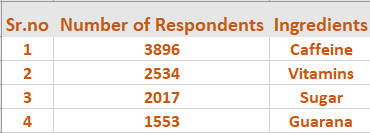 Sr.no Number of Respondents Ingredients
1 3896 Caffeine
2 2534 Vitamins
3 2017 Sugar
4 1553 Guarana